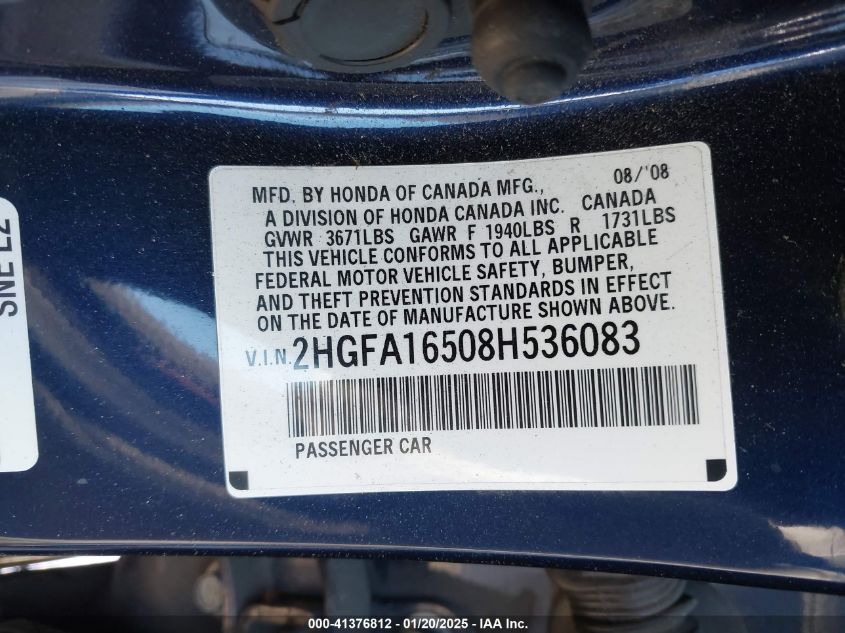 08/'08
MFD. BY HONDA OF CANADA MFG.,
A DIVISION OF HONDA CANADA INC. CANADA
GVWR 3671LBS GAWR F 1940LBS R 1731LBS
THIS VEHICLE CONFORMS TO ALL APPLICABLE
FEDERAL MOTOR VEHICLE SAFETY, BUMPER,
AND THEFT PREVENTION STANDARDS IN EFFECT
ON THE DATE OF MANUFACTURE SHOWN ABOVE.
V.I.N. 2HGFA16508H536083
PASSENGER CAR
SNE L2
000-41376812 - 01/20/2025 - IAA Inc.